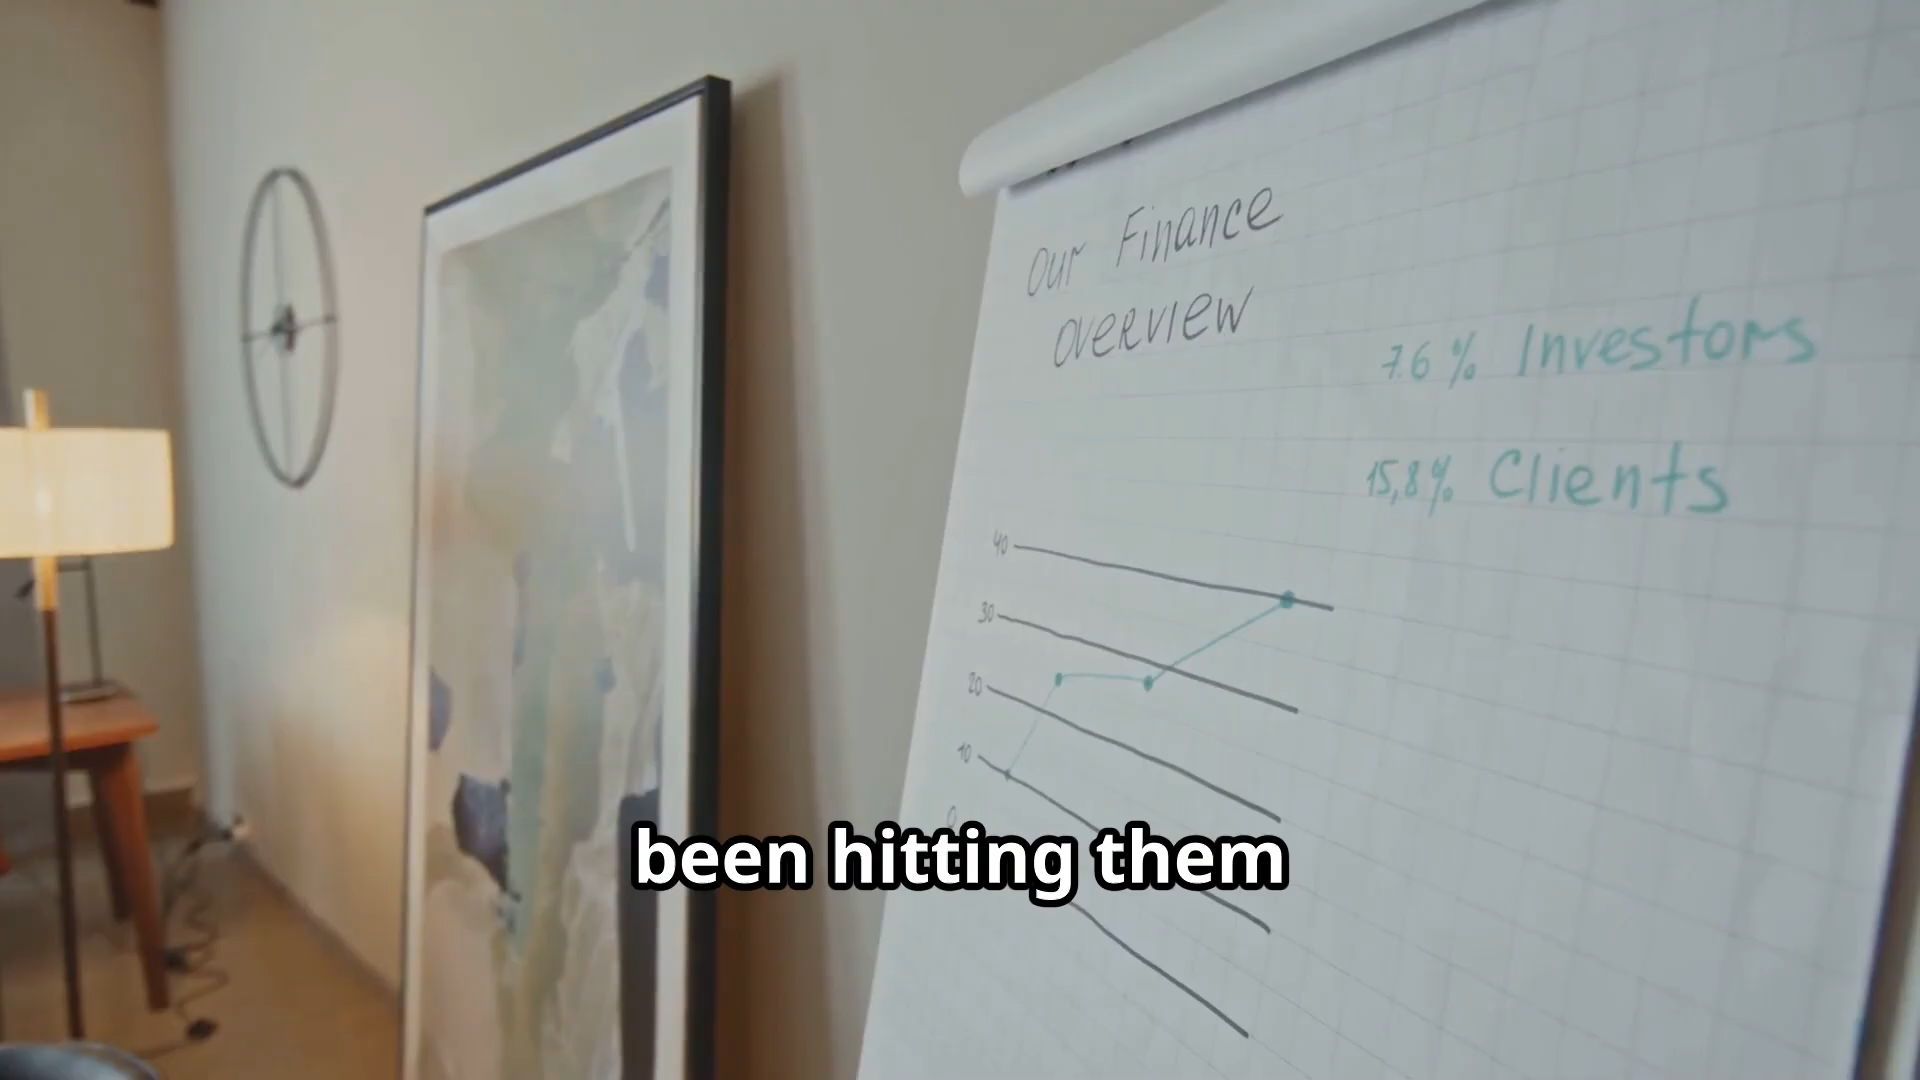 Our Finance
OVERVIEW
7.6% Investors
15,8% Clients
40
30
20
10
0
been hitting them